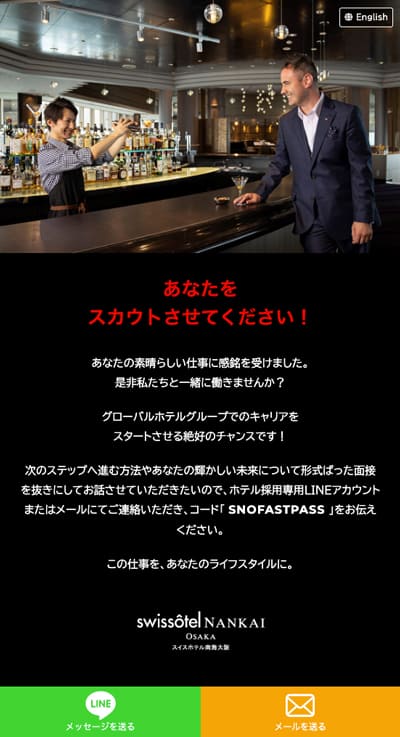 English
あなたを
スカウトさせてください！
あなたの素晴らしい仕事に感銘を受けました。
是非私たちと一緒に働きませんか？
グローバルホテルグループでのキャリアを
スタートさせる絶好のチャンスです！
次のステップへ進む方法やあなたの輝かしい未来について形式ばった面接
を抜きにしてお話させていただきたいので、ホテル採用専用LINEアカウント
またはメールにてご連絡いただき、コード「 SNOFASTPASS 」をお伝え
ください。
この仕事を、あなたのライフスタイルに。
swissôtel NANKAI
OSAKA
スイスホテル南海大阪
LINE
メッセージを送る
メールを送る